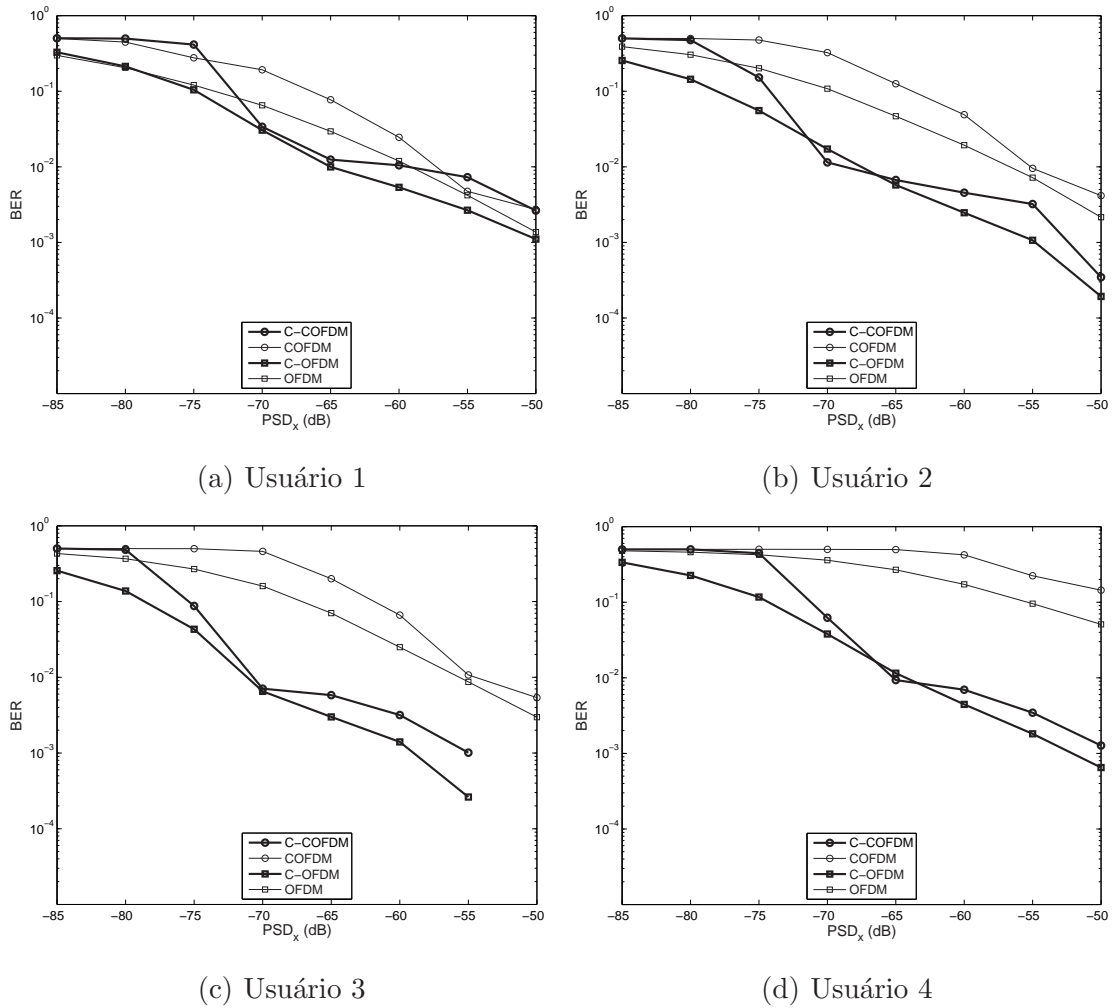 10^0
10^−1
10^−2
10^−3
10^−4
BER
−85 −80 −75 −70 −65 −60 −55 −50
PSD_x (dB)
C−COFDM
COFDM
C−OFDM
OFDM
(a) Usuário 1
10^0
10^−1
10^−2
10^−3
10^−4
BER
−85 −80 −75 −70 −65 −60 −55 −50
PSD_x (dB)
C−COFDM
COFDM
C−OFDM
OFDM
(b) Usuário 2
10^0
10^−1
10^−2
10^−3
10^−4
BER
−85 −80 −75 −70 −65 −60 −55 −50
PSD_x (dB)
C−COFDM
COFDM
C−OFDM
OFDM
(c) Usuário 3
10^0
10^−1
10^−2
10^−3
10^−4
BER
−85 −80 −75 −70 −65 −60 −55 −50
PSD_x (dB)
C−COFDM
COFDM
C−OFDM
OFDM
(d) Usuário 4